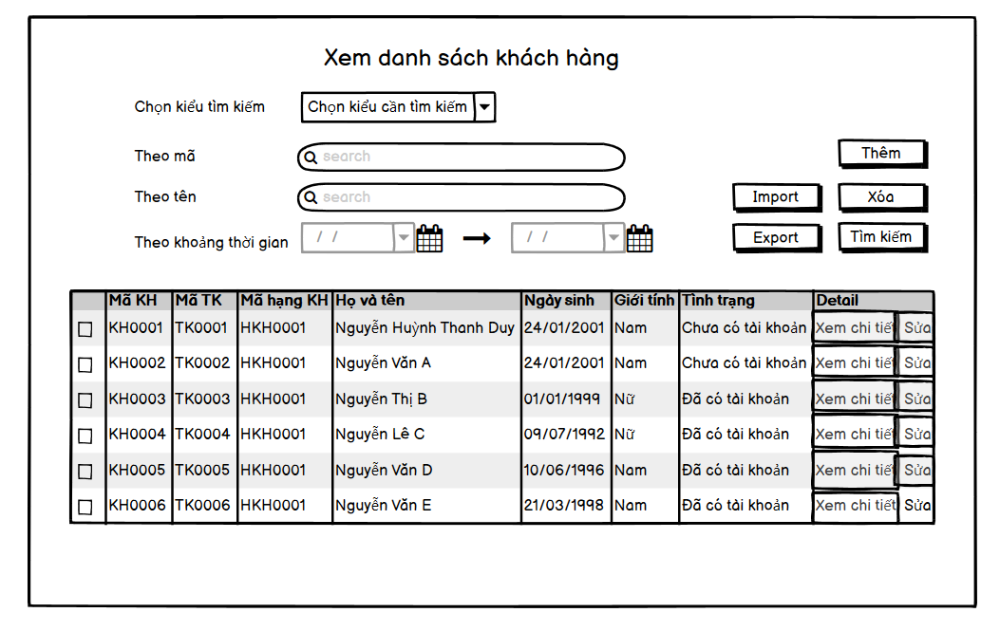 Xem danh sách khách hàng
Chọn kiểu tìm kiếm Chọn kiểu cần tìm kiếm
Theo mã search Thêm
Theo tên search Import Xóa
Theo khoảng thời gian / / / / Export Tìm kiếm
Mã KH Mã TK Mã hạng KH Họ và tên Ngày sinh Giới tính Tình trạng Detail
KH0001 TK0001 HKH0001 Nguyễn Huỳnh Thanh Duy 24/01/2001 Nam Chưa có tài khoản Xem chi tiết Sửa
KH0002 TK0002 HKH0001 Nguyễn Văn A 24/01/2001 Nam Chưa có tài khoản Xem chi tiết Sửa
KH0003 TK0003 HKH0001 Nguyễn Thị B 01/01/1999 Nữ Đã có tài khoản Xem chi tiết Sửa
KH0004 TK0004 HKH0001 Nguyễn Lê C 09/07/1992 Nữ Đã có tài khoản Xem chi tiết Sửa
KH0005 TK0005 HKH0001 Nguyễn Văn D 10/06/1996 Nam Đã có tài khoản Xem chi tiết Sửa
KH0006 TK0006 HKH0001 Nguyễn Văn E 21/03/1998 Nam Đã có tài khoản Xem chi tiết Sửa